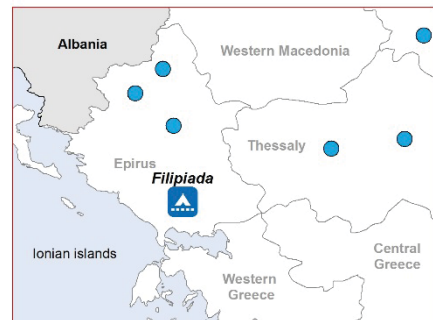 Albania
Western Macedonia
Thessaly
Epirus
Filipiada
Ionian islands
Central
Greece
Western
Greece